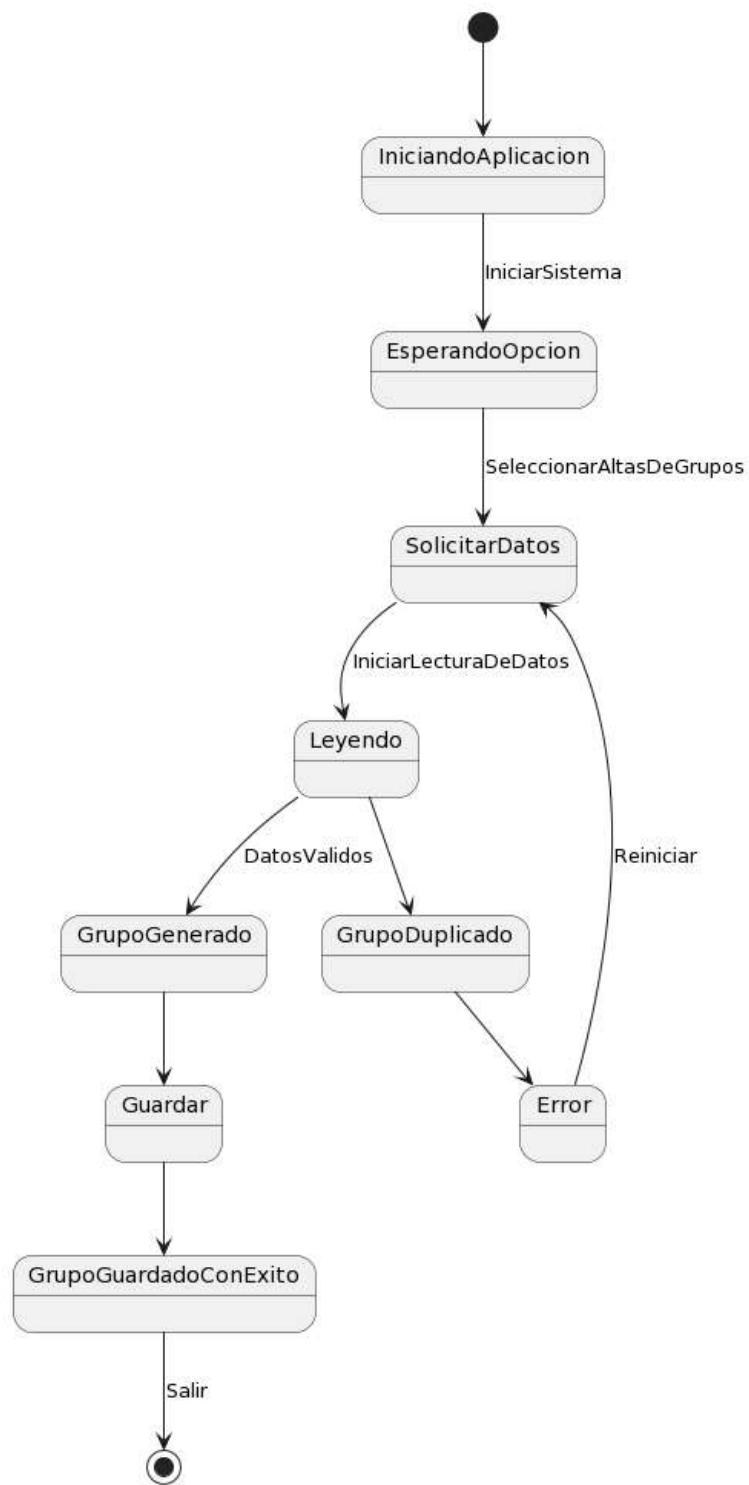 IniciandoAplicacion
IniciarSistema
EsperandoOpcion
SeleccionarAltasDeGrupos
SolicitarDatos
IniciarLecturaDeDatos
Leyendo
DatosValidos
Reiniciar
GrupoGenerado
GrupoDuplicado
Guardar
Error
GrupoGuardadoConExito
Salir